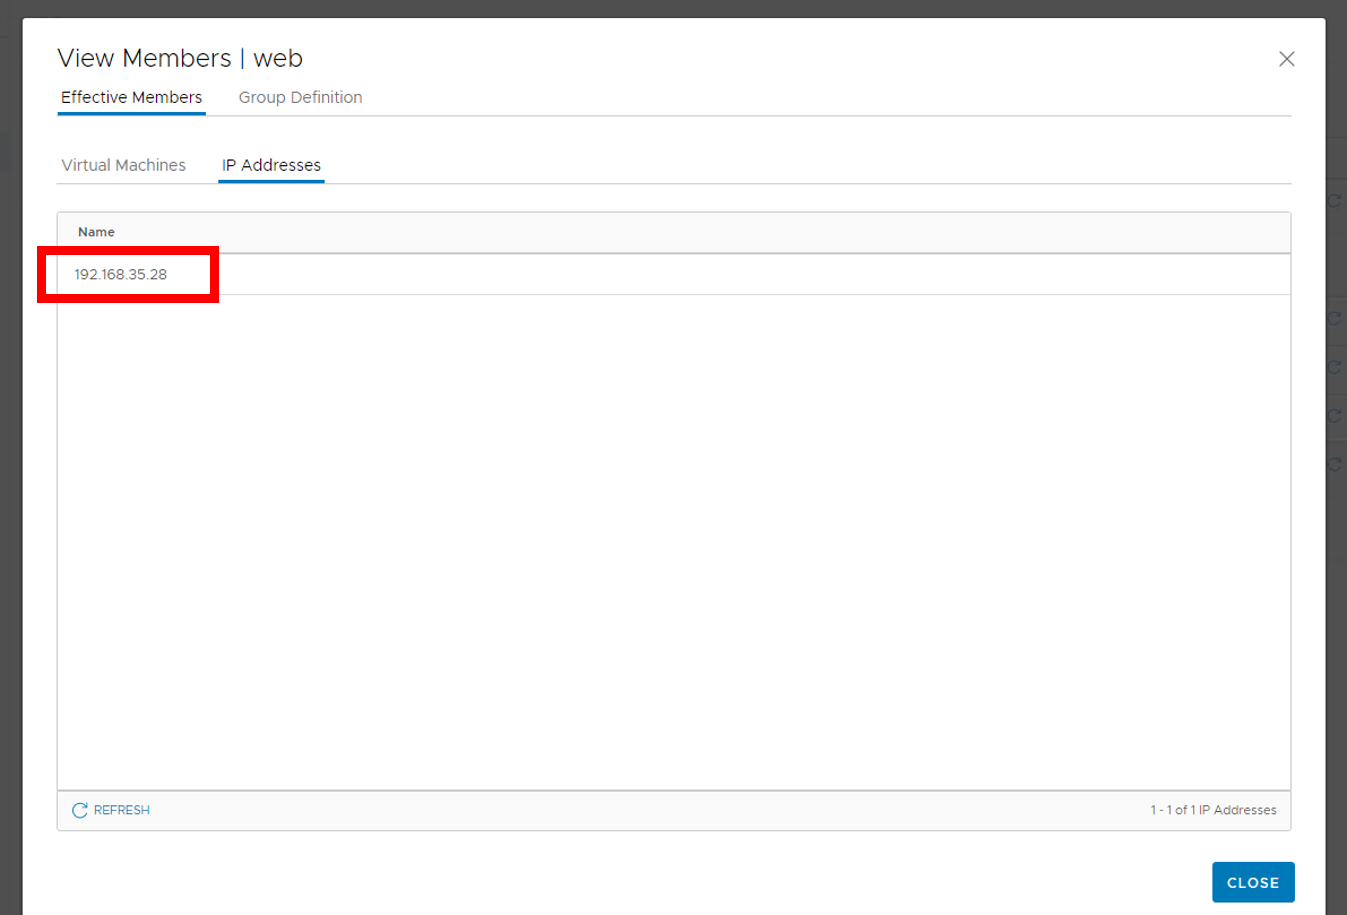 View Members | web
Effective Members Group Definition
Virtual Machines IP Addresses
Name
192.168.35.28
REFRESH 1 - 1 of 1 IP Addresses
CLOSE